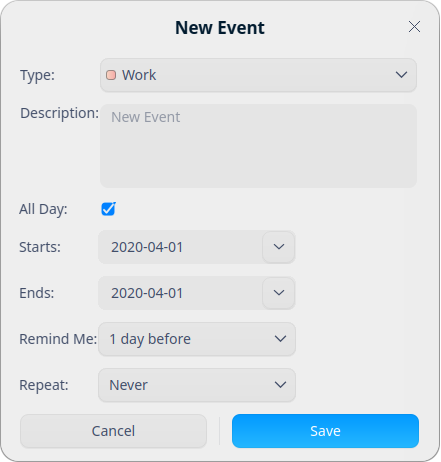 New Event
Type: Work
Description: New Event
All Day:
Starts: 2020-04-01
Ends: 2020-04-01
Remind Me: 1 day before
Repeat: Never
Cancel Save